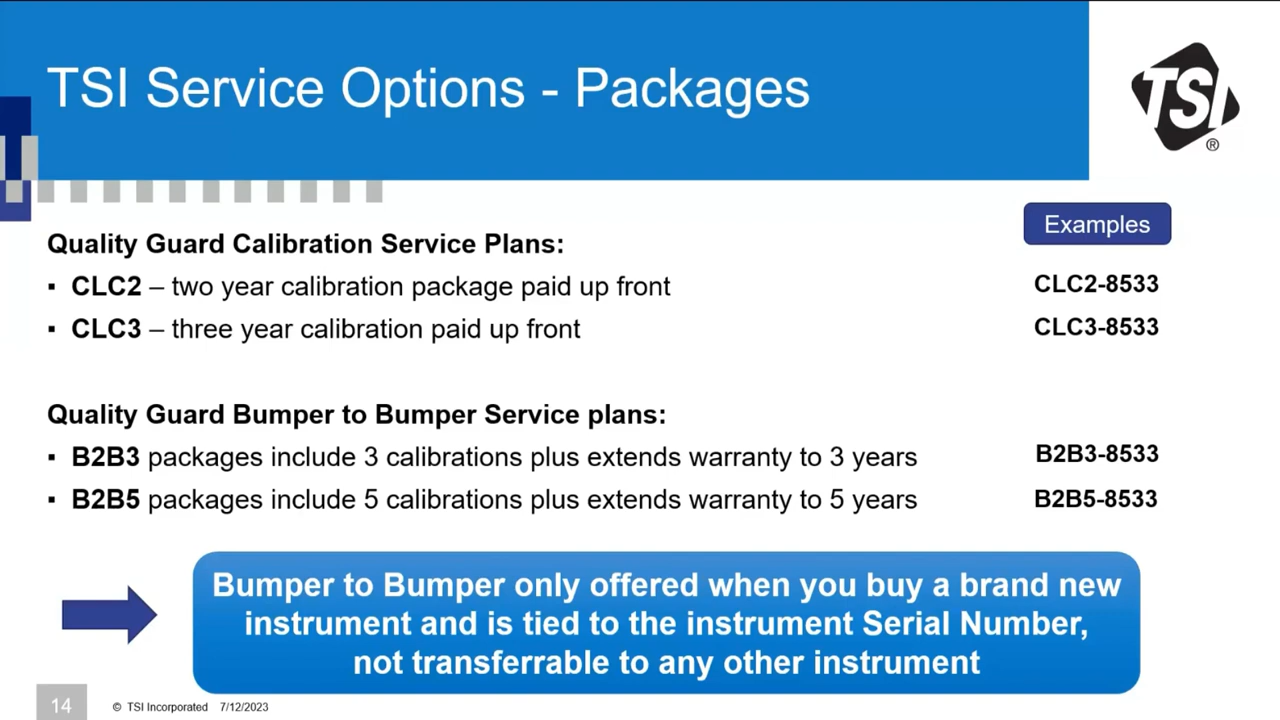 TSI Service Options - Packages
TSI
®
Examples
Quality Guard Calibration Service Plans:
▪ CLC2 – two year calibration package paid up front
CLC2-8533
▪ CLC3 – three year calibration paid up front
CLC3-8533
Quality Guard Bumper to Bumper Service plans:
▪ B2B3 packages include 3 calibrations plus extends warranty to 3 years
B2B3-8533
▪ B2B5 packages include 5 calibrations plus extends warranty to 5 years
B2B5-8533
Bumper to Bumper only offered when you buy a brand new
instrument and is tied to the instrument Serial Number,
not transferrable to any other instrument
14
© TSI Incorporated 7/12/2023